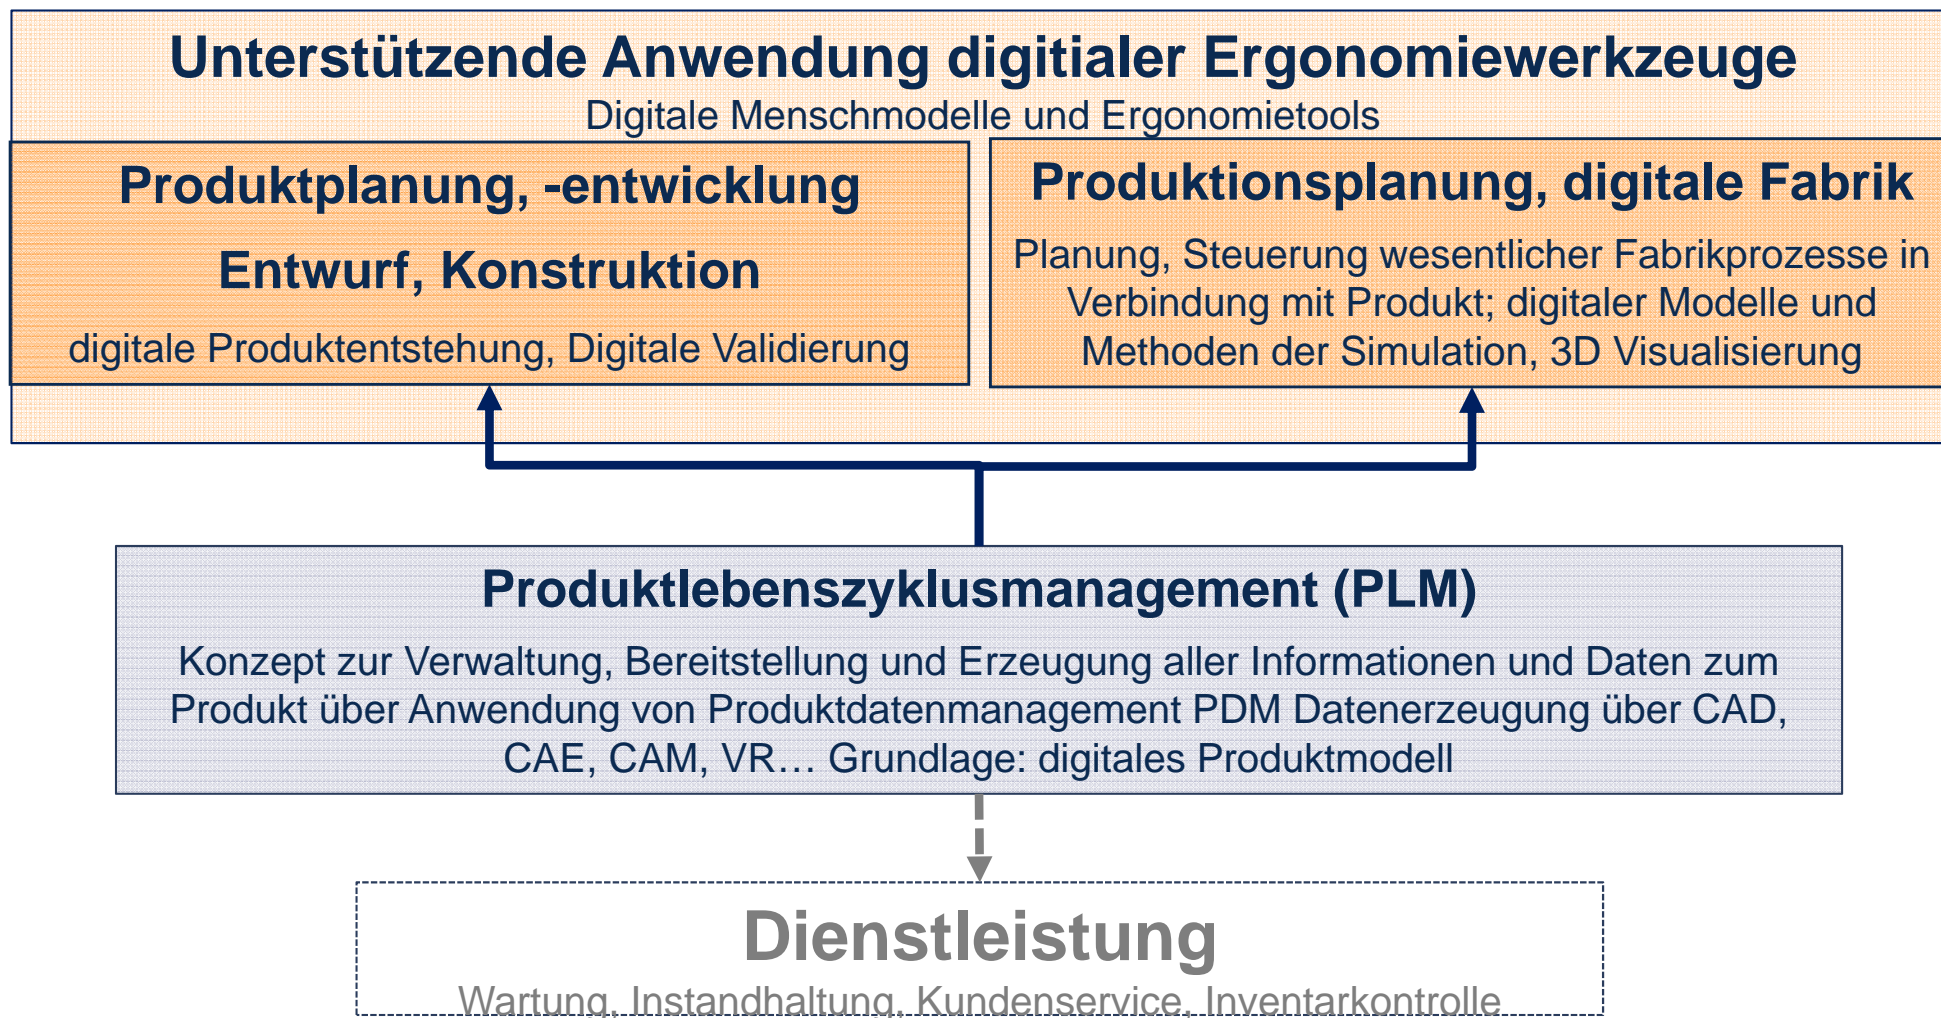 Unterstützende Anwendung digitialer Ergonomiewerkzeuge
Digitale Menschmodelle und Ergonomietools
Produktplanung, -entwicklung
Entwurf, Konstruktion
digitale Produktentstehung, Digitale Validierung
Produktionsplanung, digitale Fabrik
Planung, Steuerung wesentlicher Fabrikprozesse in
Verbindung mit Produkt; digitaler Modelle und
Methoden der Simulation, 3D Visualisierung
Produktlebenszyklusmanagement (PLM)
Konzept zur Verwaltung, Bereitstellung und Erzeugung aller Informationen und Daten zum
Produkt über Anwendung von Produktdatenmanagement PDM Datenerzeugung über CAD,
CAE, CAM, VR… Grundlage: digitales Produktmodell
Dienstleistung
Wartung, Instandhaltung, Kundenservice, Inventarkontrolle